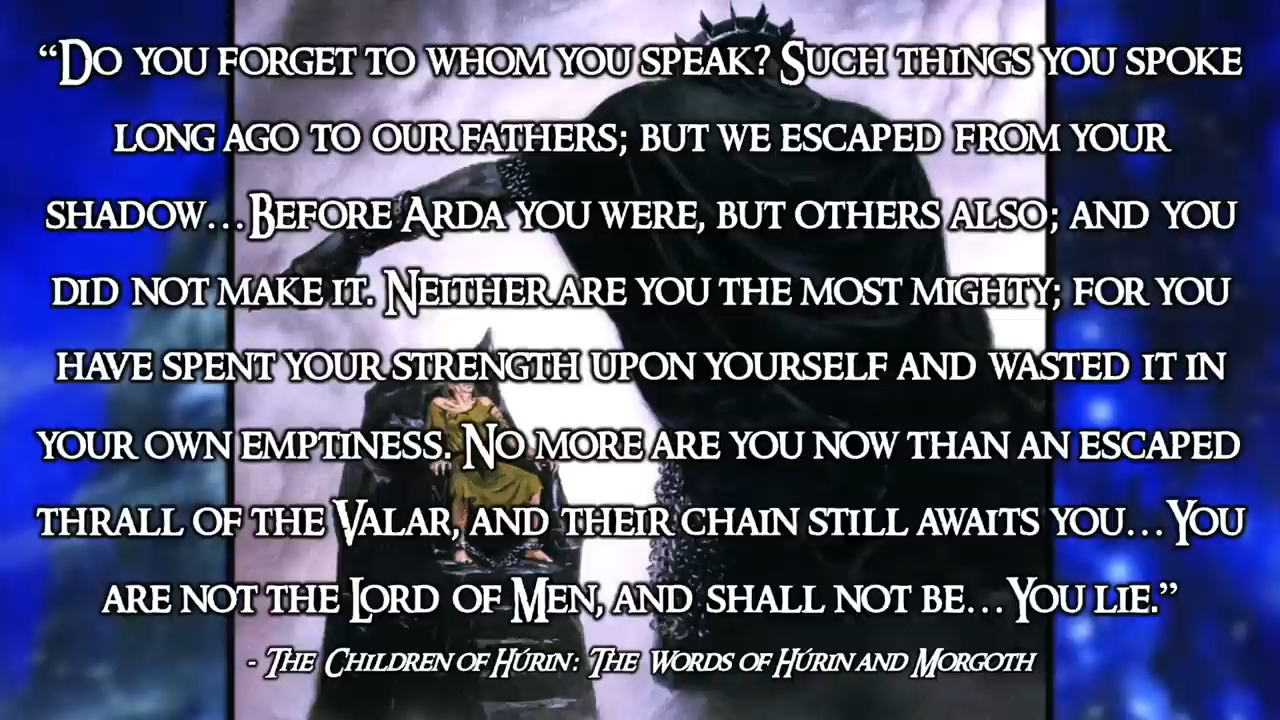 “Do you forget to whom you speak? Such things you spoke
long ago to our fathers; but we escaped from your
shadow…Before Arda you were, but others also; and you
did not make it. Neither are you the most mighty; for you
have spent your strength upon yourself and wasted it in
your own emptiness. No more are you now than an escaped
thrall of the Valar, and their chain still awaits you…You
are not the Lord of Men, and shall not be…You lie.”
- The Children of Húrin: The Words of Húrin and Morgoth